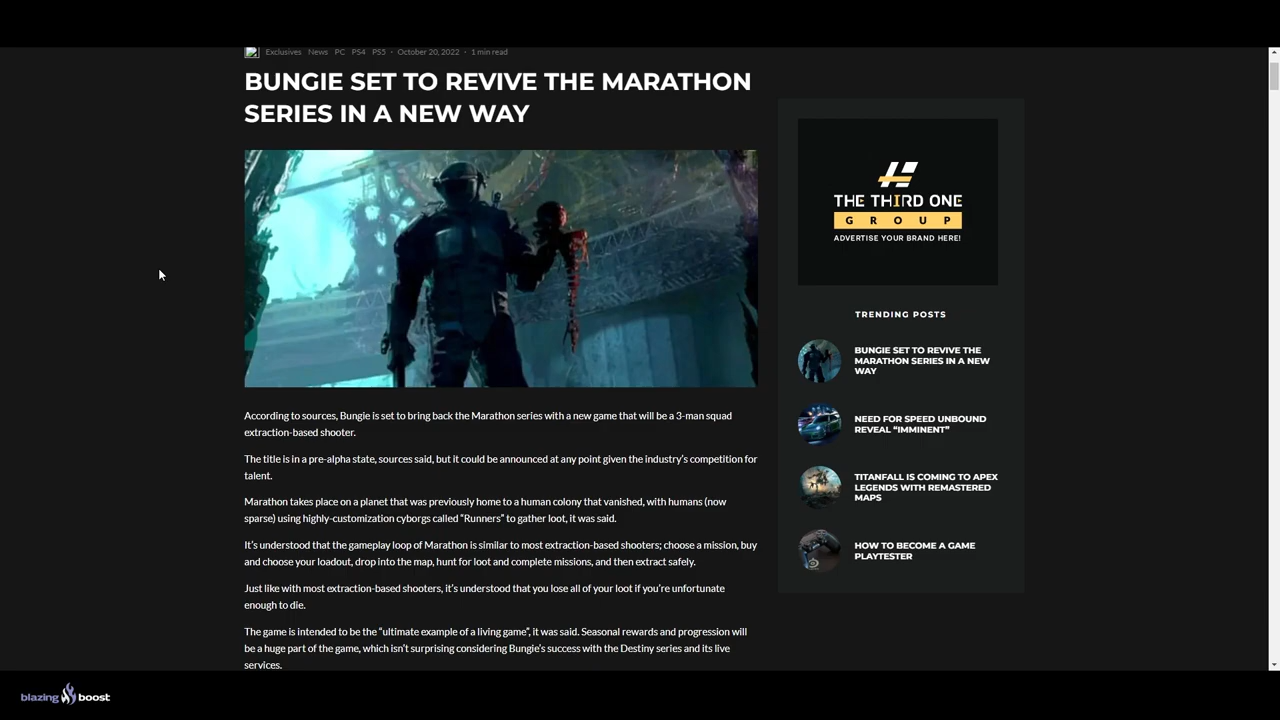 Exclusives News PC PS4 PS5 · October 20, 2022 · 1 min read
BUNGIE SET TO REVIVE THE MARATHON
SERIES IN A NEW WAY
According to sources, Bungie is set to bring back the Marathon series with a new game that will be a 3-man squad
extraction-based shooter.
The title is in a pre-alpha state, sources said, but it could be announced at any point given the industry's competition for
talent.
Marathon takes place on a planet that was previously home to a human colony that vanished, with humans (now
sparse) using highly-customization cyborgs called "Runners" to gather loot, it was said.
It's understood that the gameplay loop of Marathon is similar to most extraction-based shooters; choose a mission, buy
and choose your loadout, drop into the map, hunt for loot and complete missions, and then extract safely.
Just like with most extraction-based shooters, it's understood that you lose all of your loot if you're unfortunate
enough to die.
The game is intended to be the "ultimate example of a living game", it was said. Seasonal rewards and progression will
be a huge part of the game, which isn't surprising considering Bungie's success with the Destiny series and its live
services.
THE THIRD ONE
GROUP
ADVERTISE YOUR BRAND HERE!
TRENDING POSTS
BUNGIE SET TO REVIVE THE
MARATHON SERIES IN A NEW
WAY
NEED FOR SPEED UNBOUND
REVEAL "IMMINENT"
TITANFALL IS COMING TO APEX
LEGENDS WITH REMASTERED
MAPS
HOW TO BECOME A GAME
PLAYTESTER
blazing boost